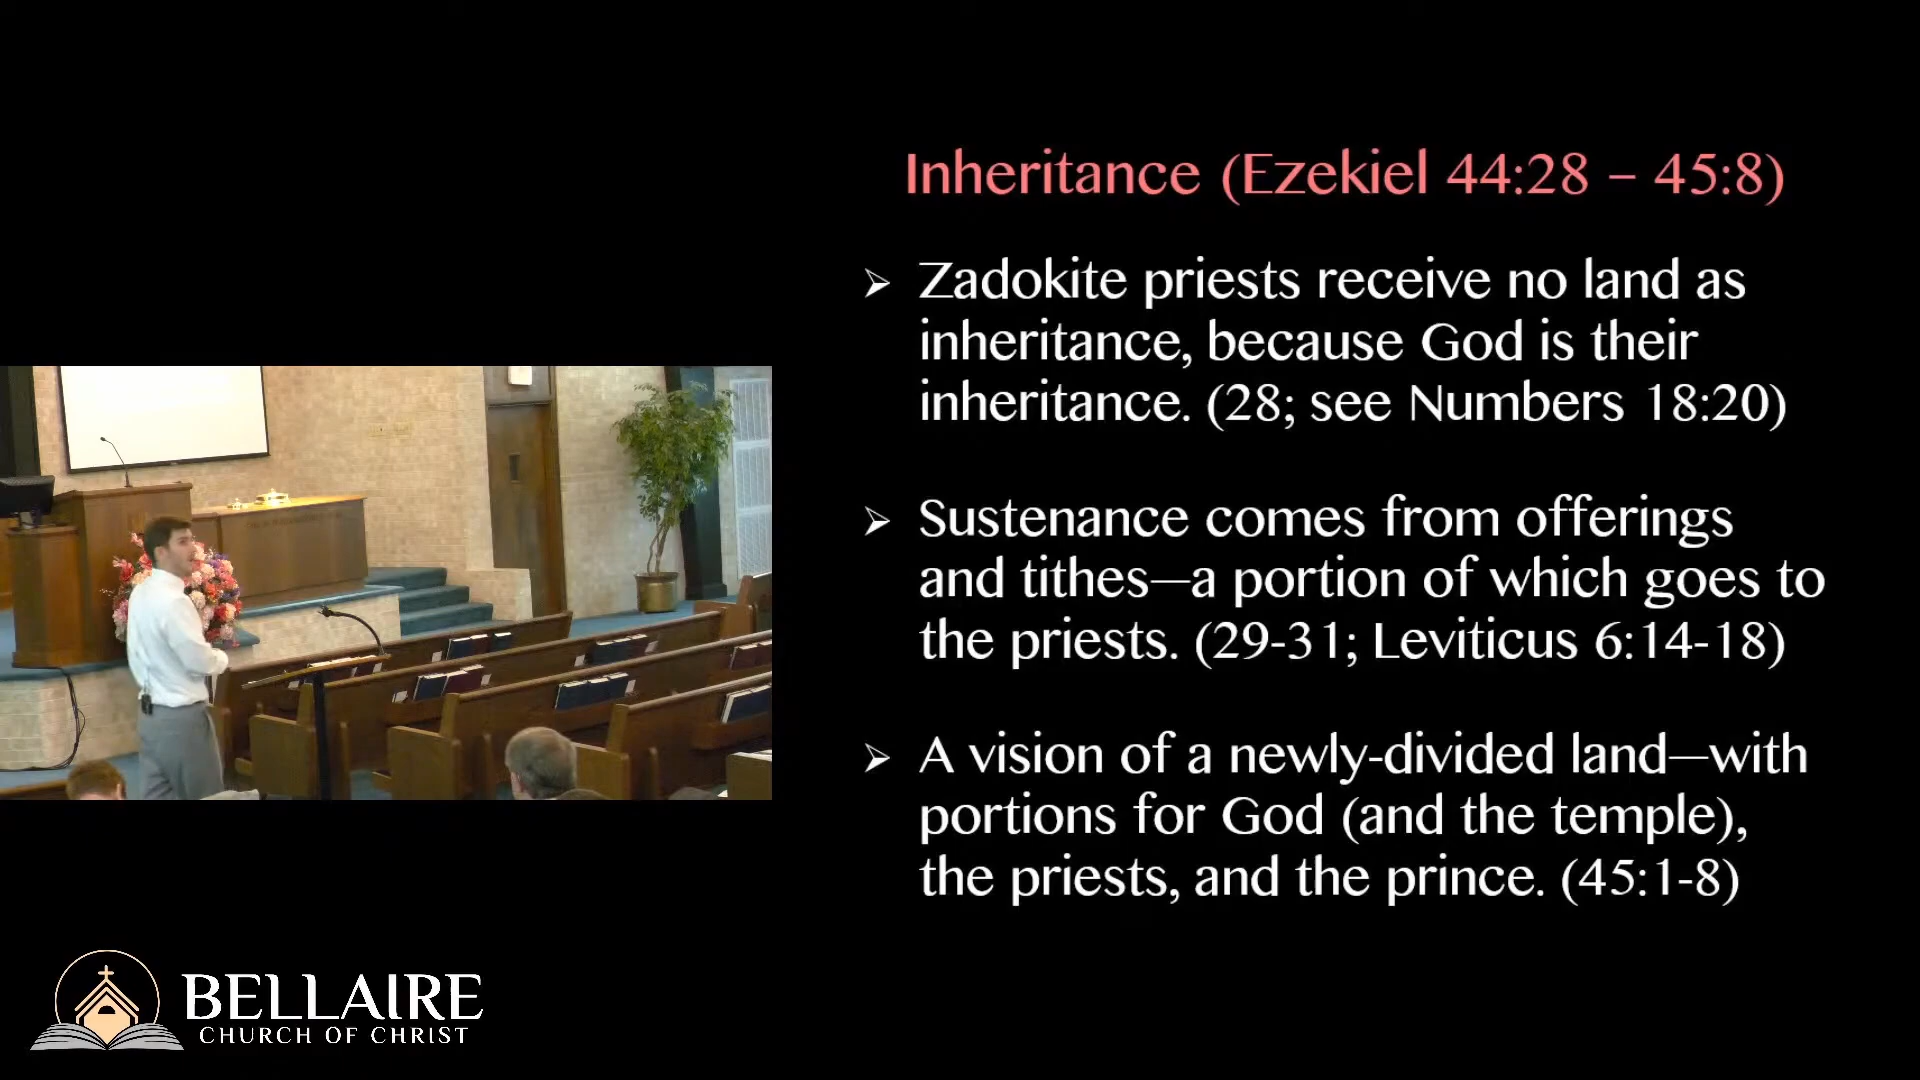 Inheritance (Ezekiel 44:28 – 45:8)
➢ Zadokite priests receive no land as
inheritance, because God is their
inheritance. (28; see Numbers 18:20)
➢ Sustenance comes from offerings
and tithes—a portion of which goes to
the priests. (29-31; Leviticus 6:14-18)
➢ A vision of a newly-divided land—with
portions for God (and the temple),
the priests, and the prince. (45:1-8)
BELLAIRE
CHURCH OF CHRIST